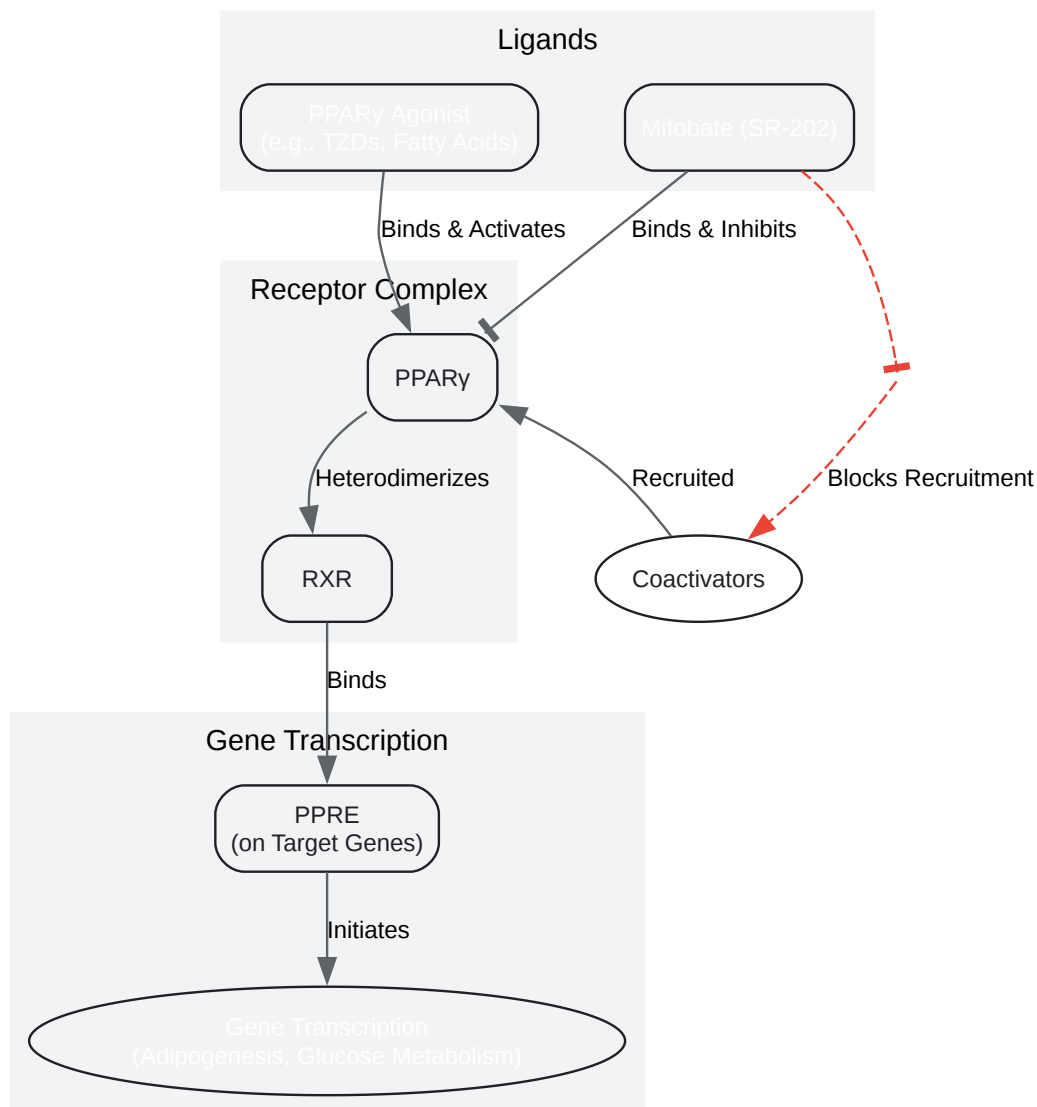 Ligands
PPARγ Agonist
(e.g., TZDs, Fatty Acids)
Mifobate (SR-202)
Binds & Activates
Binds & Inhibits
Receptor Complex
PPARγ
Heterodimerizes
Recruited
Blocks Recruitment
RXR
Coactivators
Binds
Gene Transcription
PPRE
(on Target Genes)
Initiates
Gene Transcription
(Adipogenesis, Glucose Metabolism)